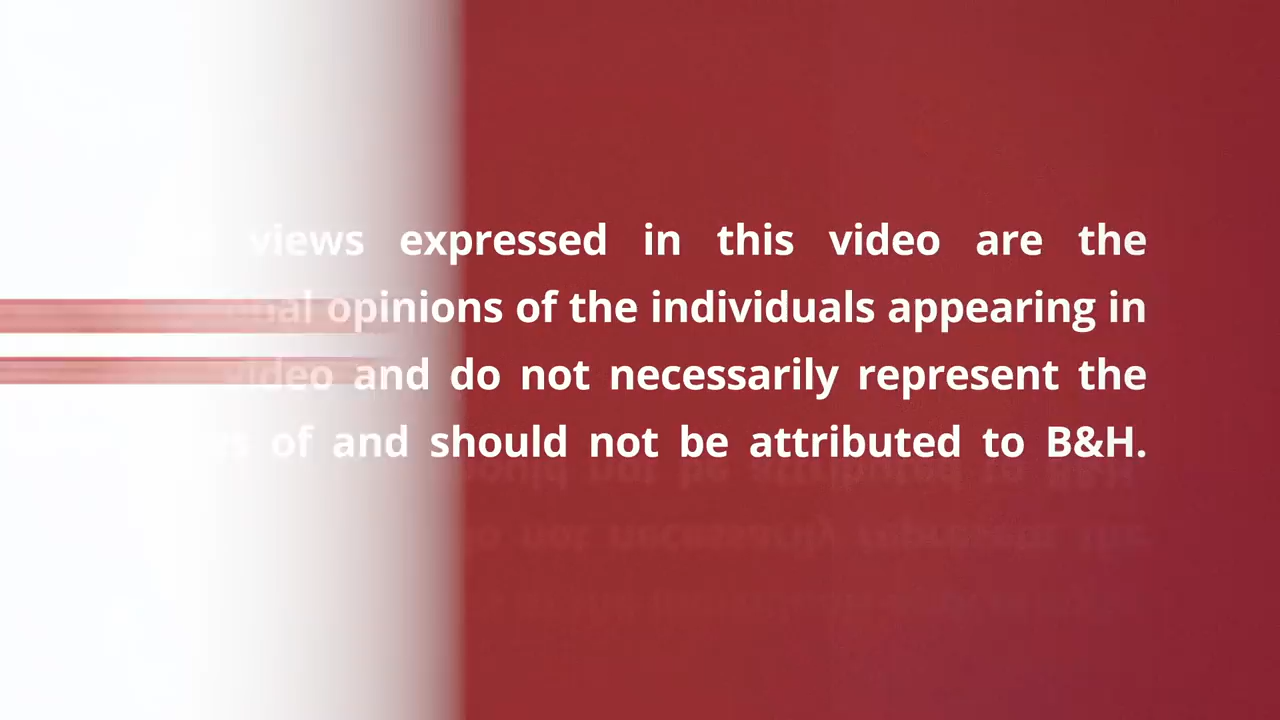 views expressed in this video are the
opinions of the individuals appearing in
video and do not necessarily represent the
of and should not be attributed to B&H.